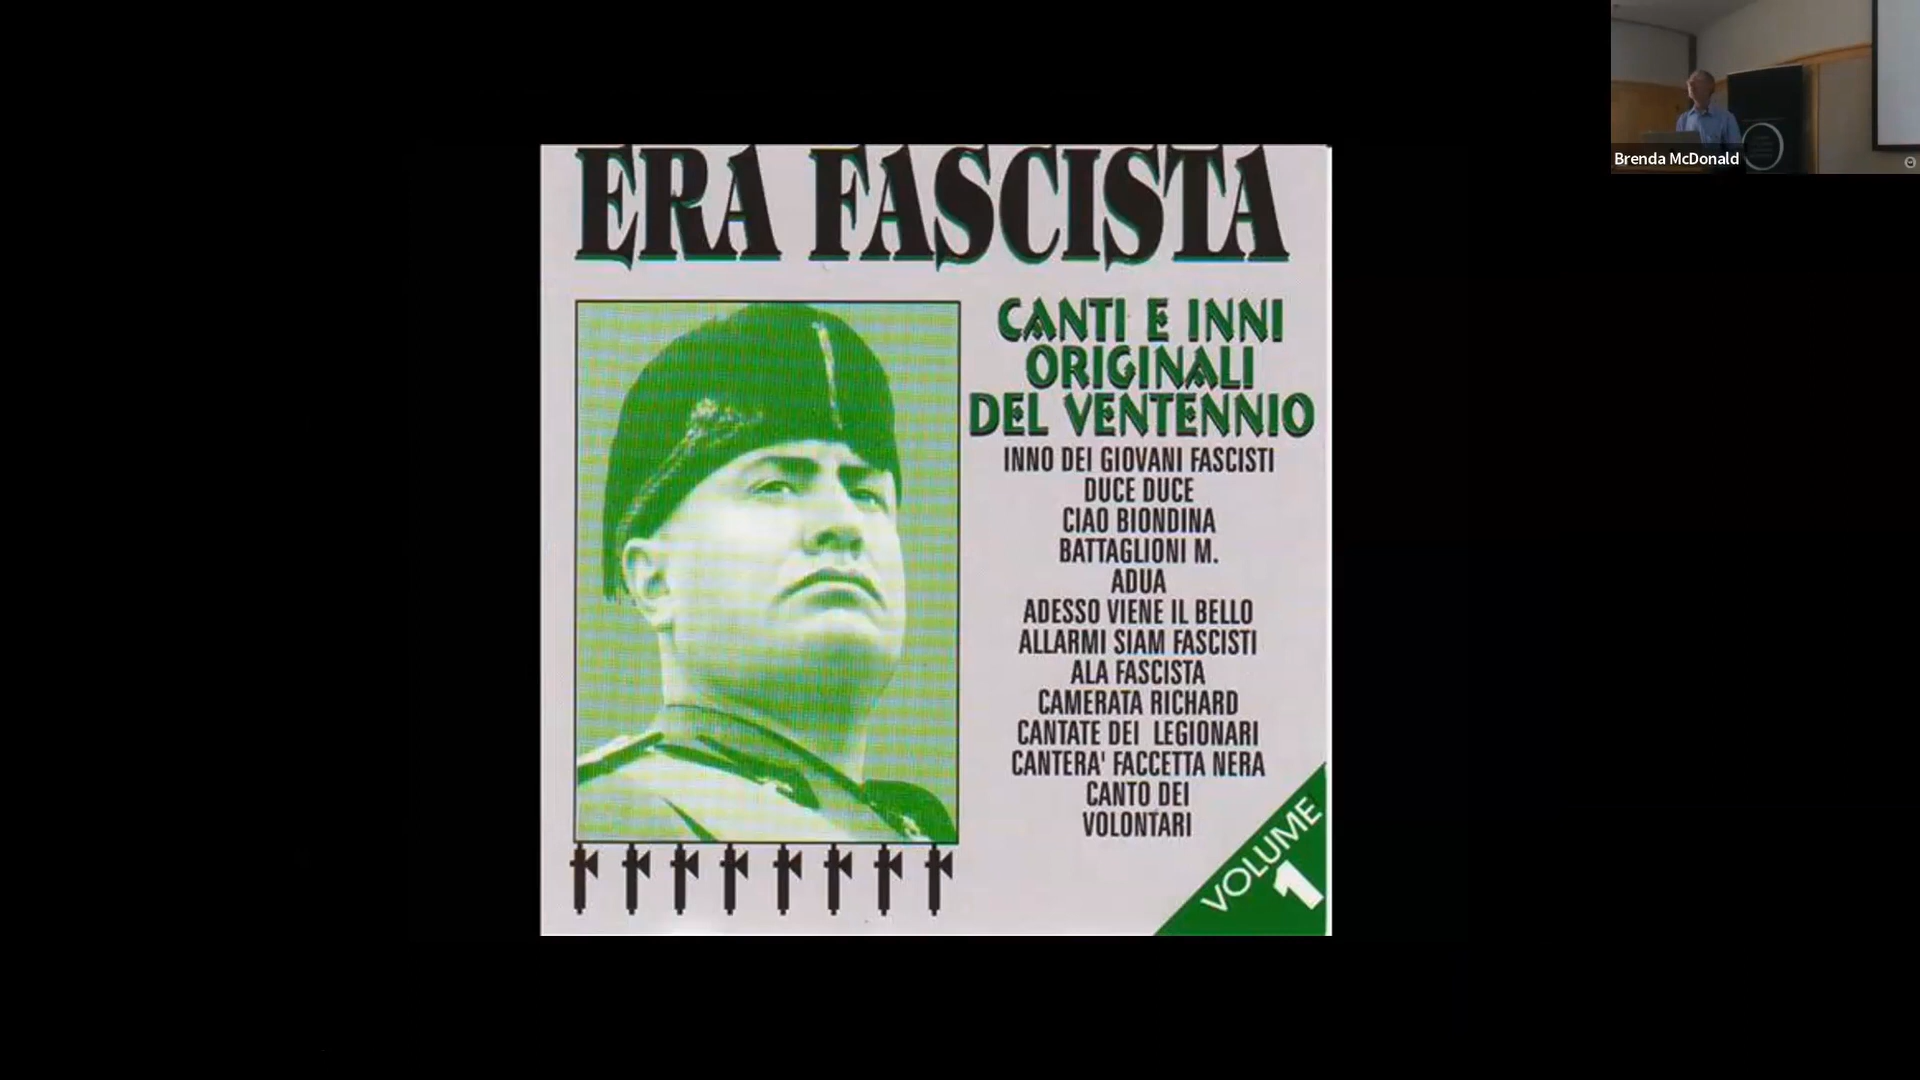 ERA FASCISTA
CANTI E INNI
ORIGINALI
DEL VENTENNIO
INNO DEI GIOVANI FASCISTI
DUCE DUCE
CIAO BIONDINA
BATTAGLIONI M.
ADUA
ADESSO VIENE IL BELLO
ALLARMI SIAM FASCISTI
ALA FASCISTA
CAMERATA RICHARD
CANTATE DEI LEGIONARI
CANTERA' FACCETTA NERA
CANTO DEI
VOLONTARI
VOLUME
1
Brenda McDonald